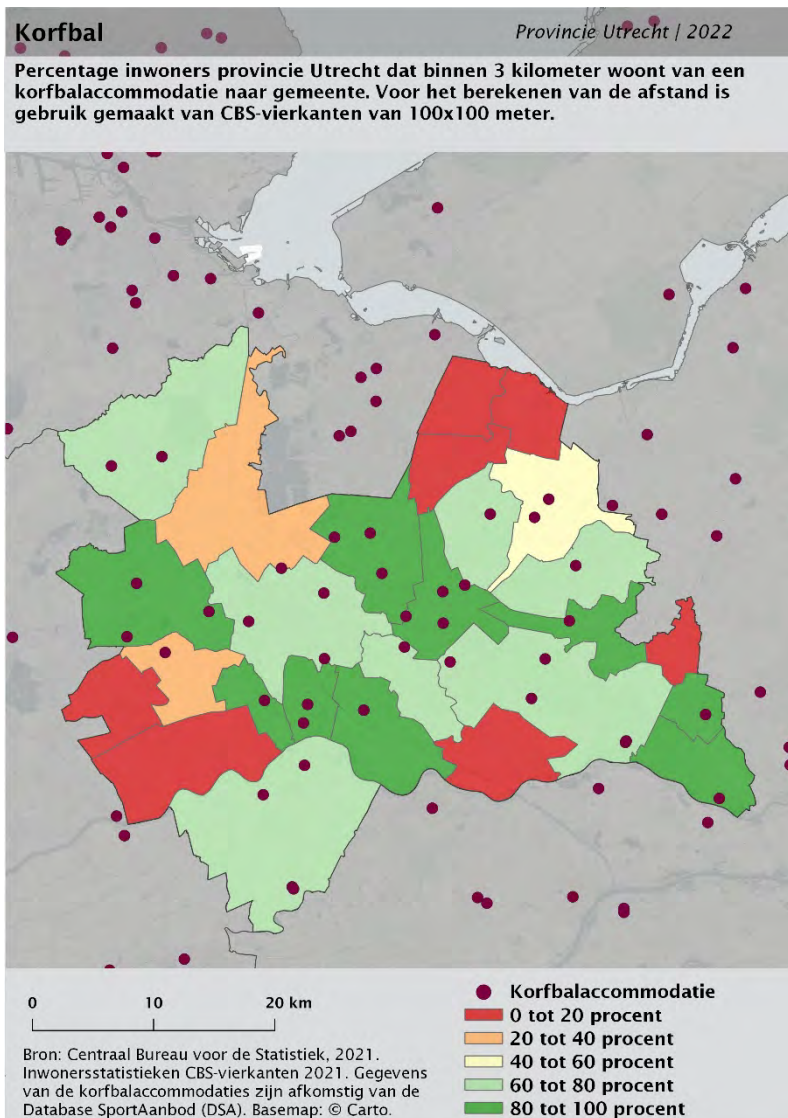 Korfbal
Provincie Utrecht | 2022
Percentage inwoners provincie Utrecht dat binnen 3 kilometer woont van een
korfbalaccommodatie naar gemeente. Voor het berekenen van de afstand is
gebruik gemaakt van CBS-vierkanten van 100x100 meter.
0 10 20 km
Bron: Centraal Bureau voor de Statistiek, 2021.
Inwonersstatistieken CBS-vierkanten 2021. Gegevens
van de korfbalaccommodaties zijn afkomstig van de
Database SportAanbod (DSA). Basemap: © Carto.
Korfbalaccommodatie
0 tot 20 procent
20 tot 40 procent
40 tot 60 procent
60 tot 80 procent
80 tot 100 procent